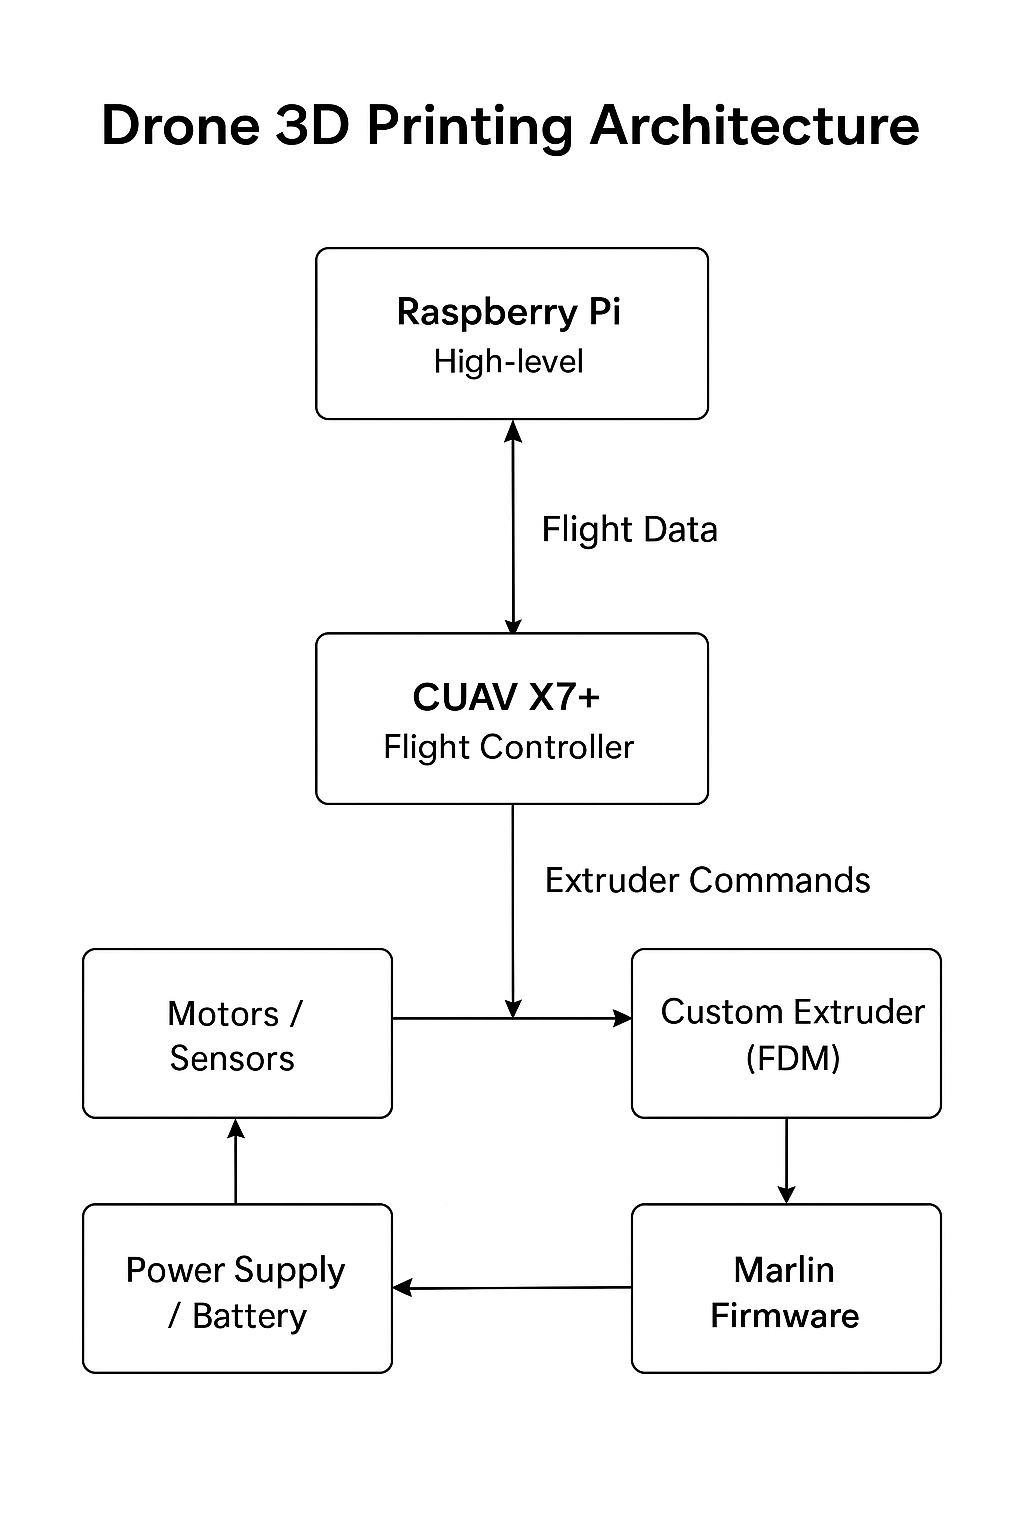 Drone 3D Printing Architecture
Raspberry Pi
High-level
Flight Data
CUAV X7+
Flight Controller
Extruder Commands
Motors /
Sensors
Custom Extruder
(FDM)
Power Supply
/ Battery
Marlin
Firmware